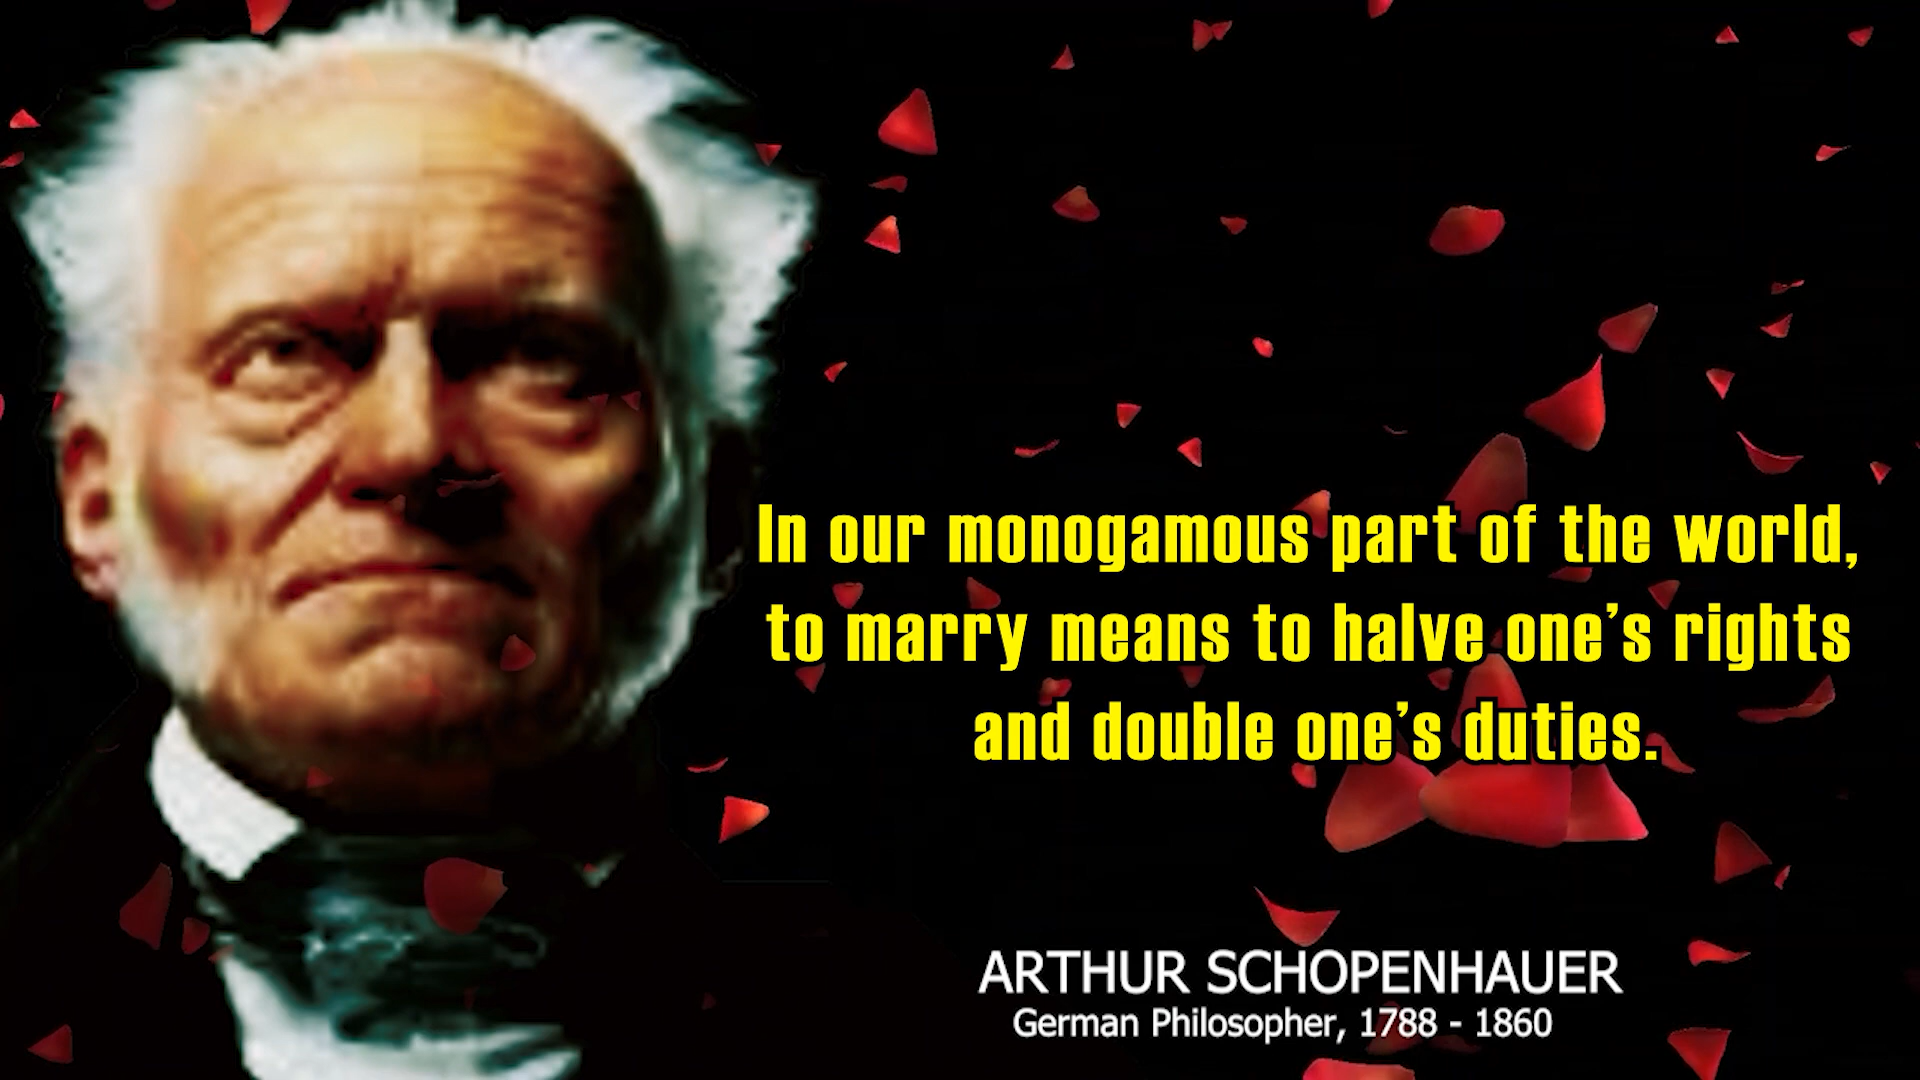 In our monogamous part of the world,
to marry means to halve one’s rights
and double one’s duties.
ARTHUR SCHOPENHAUER
German Philosopher, 1788 - 1860